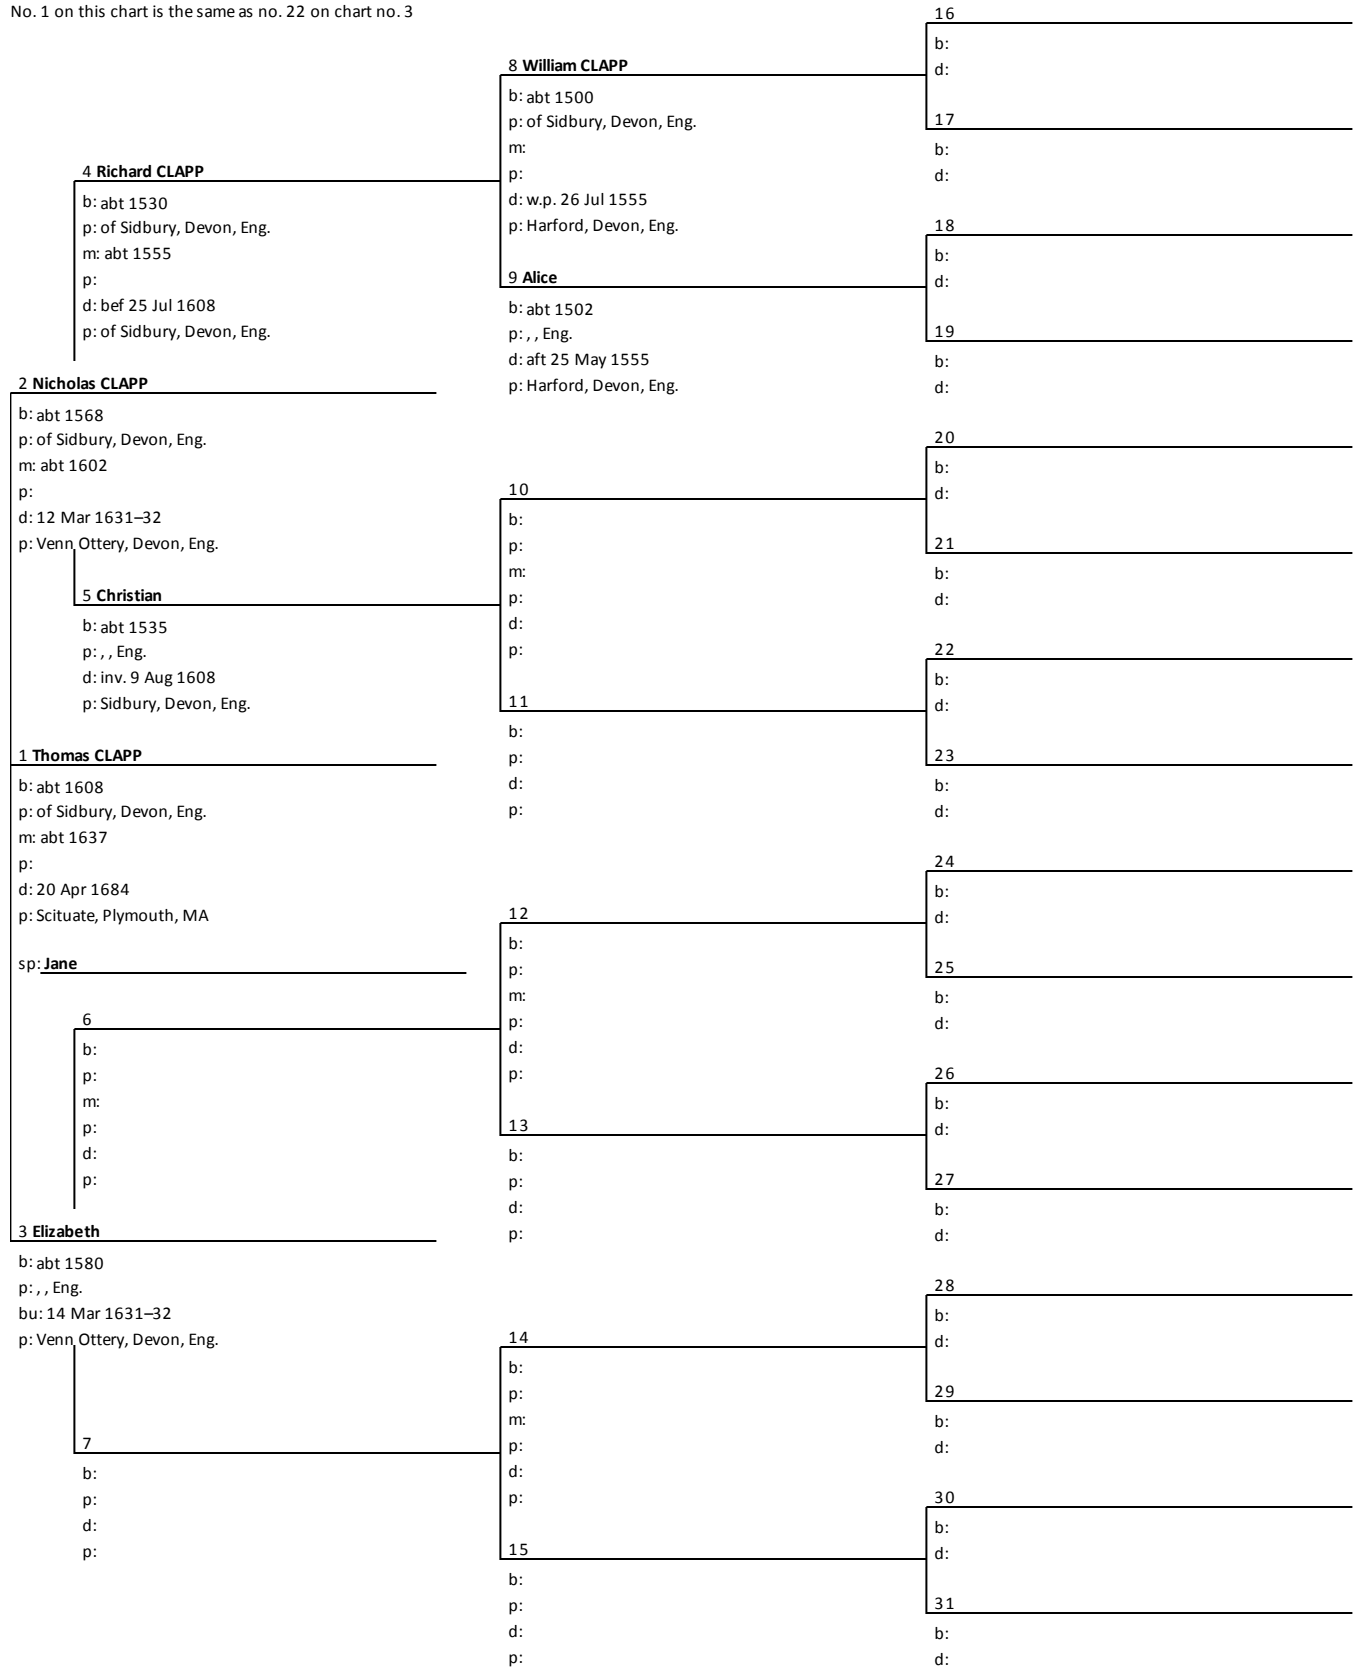 No. 1 on this chart is the same as no. 22 on chart no. 3
8 William CLAPP
b: abt 1500
p: of Sidbury, Devon, Eng.
m:
p:
d: w.p. 26 Jul 1555
p: Harford, Devon, Eng.
4 Richard CLAPP
b: abt 1530
p: of Sidbury, Devon, Eng.
m: abt 1555
p:
d: bef 25 Jul 1608
p: of Sidbury, Devon, Eng.
9 Alice
b: abt 1502
p: , , Eng.
d: aft 25 May 1555
p: Harford, Devon, Eng.
2 Nicholas CLAPP
b: abt 1568
p: of Sidbury, Devon, Eng.
m: abt 1602
p:
d: 12 Mar 1631–32
p: Venn Ottery, Devon, Eng.
10
b:
p:
m:
p:
d:
p:
5 Christian
b: abt 1535
p: , , Eng.
d: inv. 9 Aug 1608
p: Sidbury, Devon, Eng.
11
b:
p:
d:
p:
1 Thomas CLAPP
b: abt 1608
p: of Sidbury, Devon, Eng.
m: abt 1637
p:
d: 20 Apr 1684
p: Scituate, Plymouth, MA
sp: Jane
12
b:
p:
m:
p:
d:
p:
6
b:
p:
m:
p:
d:
p:
13
b:
p:
d:
p:
3 Elizabeth
b: abt 1580
p: , , Eng.
bu: 14 Mar 1631–32
p: Venn Ottery, Devon, Eng.
14
b:
p:
m:
p:
d:
p:
7
b:
p:
d:
p:
15
b:
p:
d:
p:
16
b:
d:
17
b:
d:
18
b:
d:
19
b:
d:
20
b:
d:
21
b:
d:
22
b:
d:
23
b:
d:
24
b:
d:
25
b:
d:
26
b:
d:
27
b:
d:
28
b:
d:
29
b:
d:
30
b:
d:
31
b:
d: